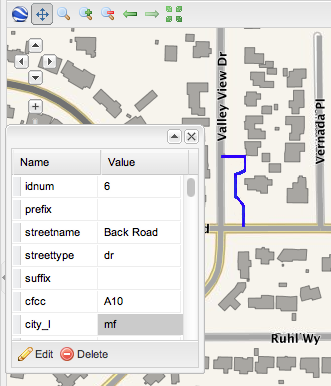 Valley View Dr
Vernada Pl
Name Value
idnum 6
prefix
streetname Back Road
streettype dr
suffix
cfcc A10
city_l mf
Edit Delete
d
Ruhl Wy